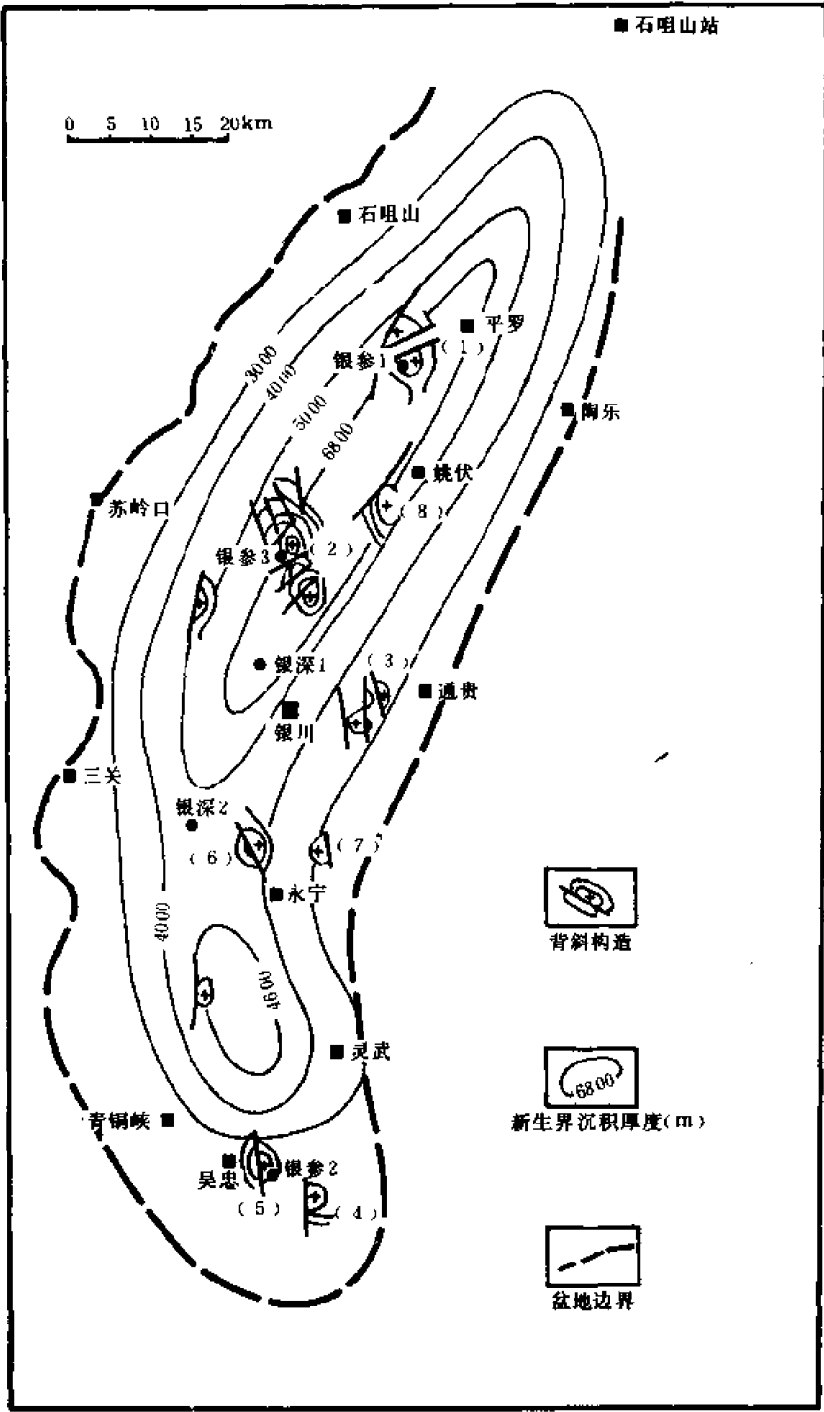 石咀山站
0 5 10 15 20km
石咀山
平罗
银参1
(1)
3000
4000
5000
6800
陶乐
姚伏
(8)
苏峪口
银参3
(2)
银深1
(3)
通贵
银川
三关
银深2
(6)
(7)
永宁
4000
4600
背斜构造
灵武
6800
新生界沉积厚度(m)
青铜峡
吴忠
银参2
(5)
(4)
盆地边界